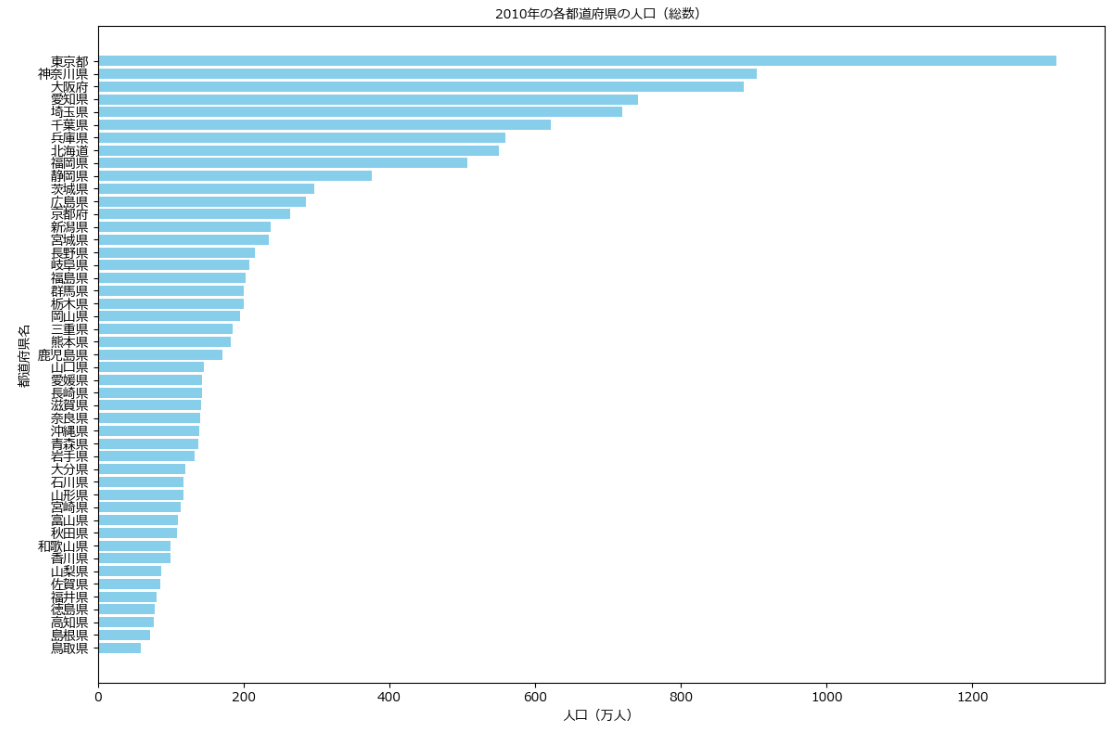 2010年の各都道府県の人口（総数）
都道府県名
東京都
神奈川県
大阪府
愛知県
埼玉県
千葉県
兵庫県
北海道
福岡県
静岡県
茨城県
広島県
京都府
新潟県
宮城県
長野県
岐阜県
福島県
群馬県
栃木県
岡山県
三重県
熊本県
鹿児島県
山口県
愛媛県
長崎県
滋賀県
奈良県
沖縄県
青森県
岩手県
大分県
石川県
山形県
宮崎県
富山県
秋田県
和歌山県
香川県
山梨県
佐賀県
福井県
徳島県
高知県
島根県
鳥取県
0 200 400 600 800 1000 1200
人口（万人）